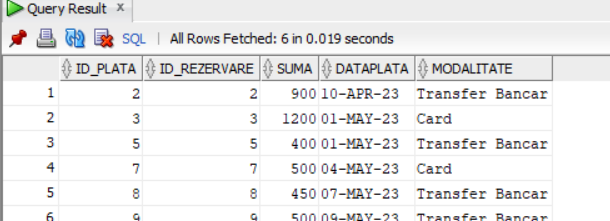 Query Result x
SQL | All Rows Fetched: 6 in 0.019 seconds
ID_PLATA ID_REZERVARE SUMA DATAPLATA MODALITATE
1 2 2 900 10-APR-23 Transfer Bancar
2 3 3 1200 01-MAY-23 Card
3 5 5 400 01-MAY-23 Transfer Bancar
4 7 7 500 04-MAY-23 Card
5 8 8 450 07-MAY-23 Transfer Bancar
6 9 9 500 09-MAY-23 Transfer Bancar